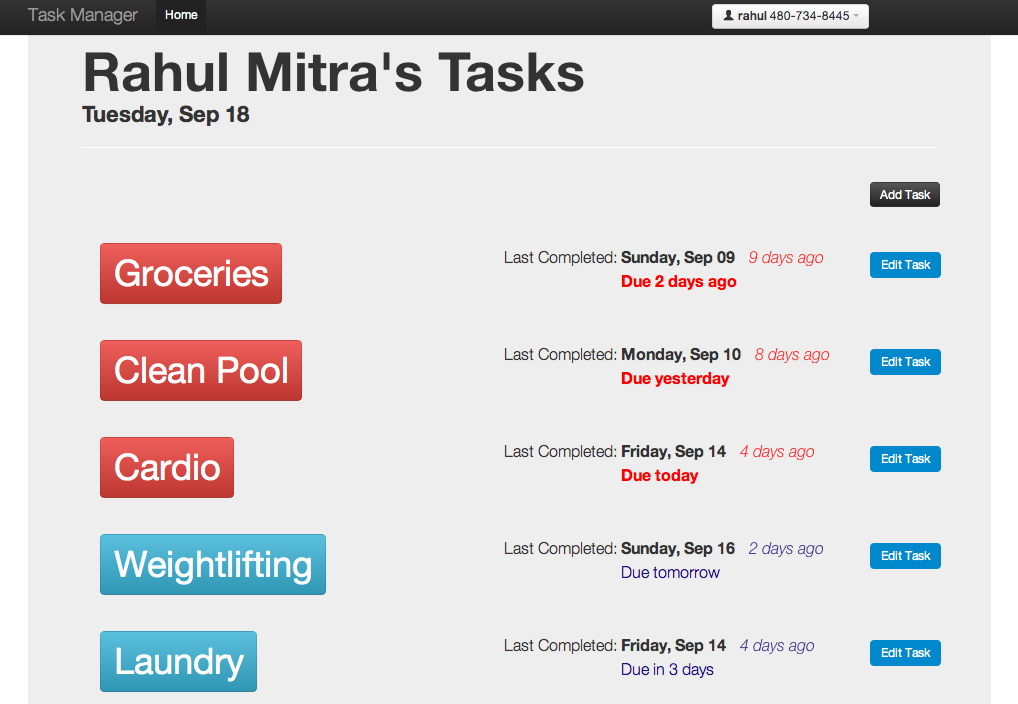 Task Manager Home rahul 480-734-8445
Rahul Mitra's Tasks
Tuesday, Sep 18
Add Task
Groceries
Last Completed: Sunday, Sep 09 9 days ago
Due 2 days ago
Edit Task
Clean Pool
Last Completed: Monday, Sep 10 8 days ago
Due yesterday
Edit Task
Cardio
Last Completed: Friday, Sep 14 4 days ago
Due today
Edit Task
Weightlifting
Last Completed: Sunday, Sep 16 2 days ago
Due tomorrow
Edit Task
Laundry
Last Completed: Friday, Sep 14 4 days ago
Due in 3 days
Edit Task